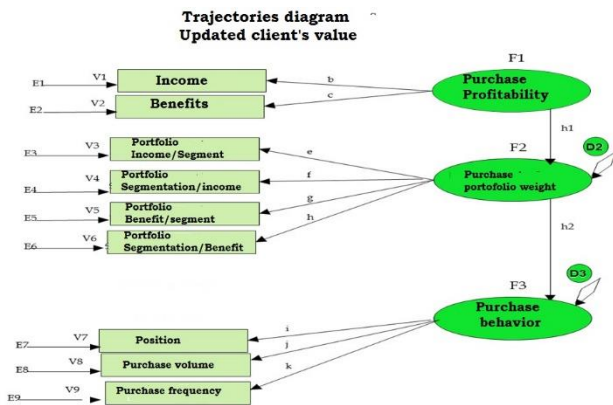 Trajectories diagram
Updated client's value
F1
E1 V1 Income b
Purchase
Profitability
E2 V2 Benefits c
h1
F2
D2
E3 V3 Portfolio
Income/Segment e
E4 V4 Portfolio
Segmentation/income f
Purchase
portofolio weight
E5 V5 Portfolio
Benefit/segment g
E6 V6 Portfolio
Segmentation/Benefit h
h2
F3
D3
Purchase
behavior
E7 V7 Position i
E8 V8 Purchase volume j
E9 V9 Purchase frequency k